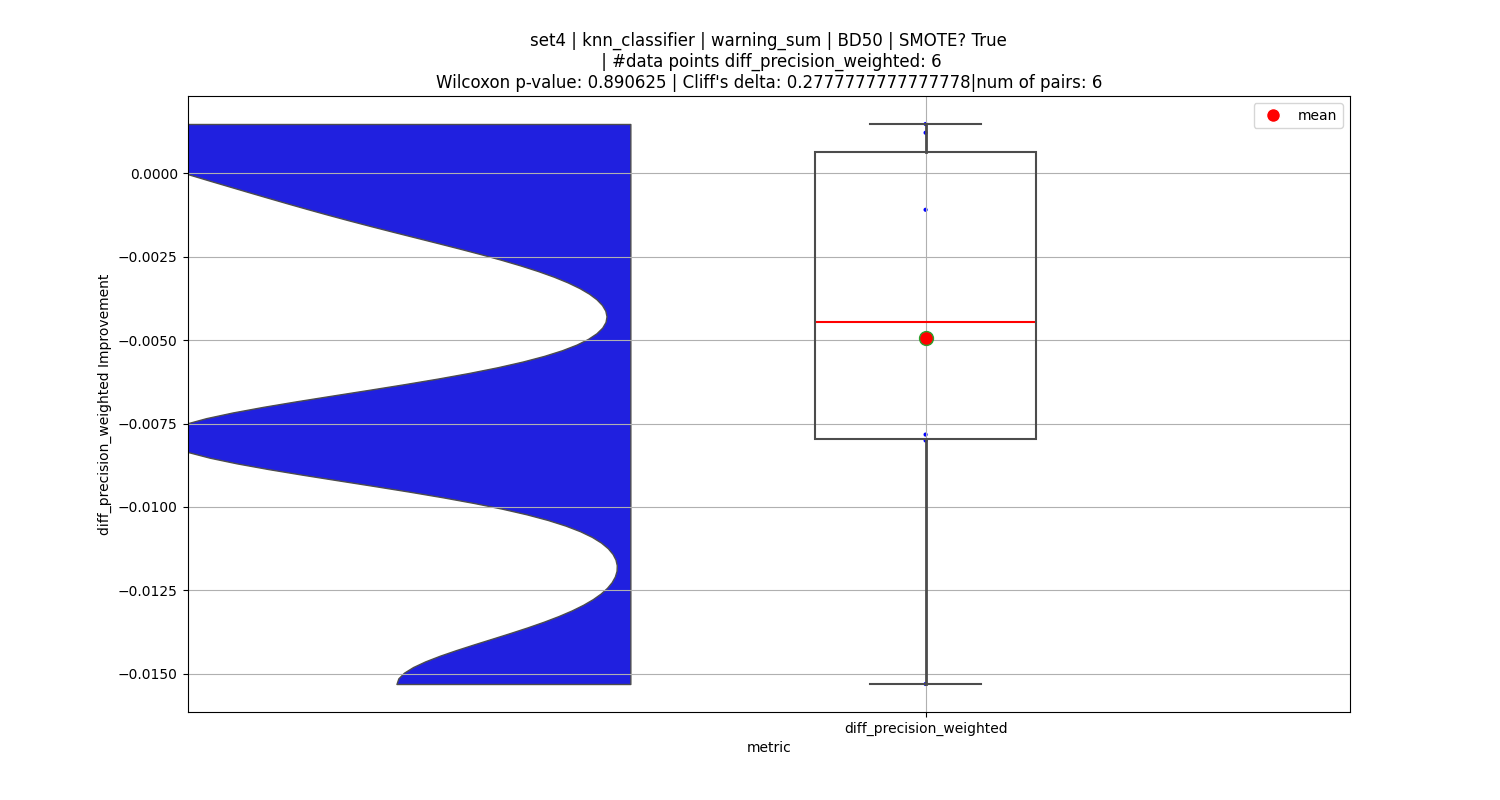 set4 | knn_classifier | warning_sum | BD50 | SMOTE? True
| #data points diff_precision_weighted: 6
Wilcoxon p-value: 0.890625 | Cliff's delta: 0.2777777777777778|num of pairs: 6
mean
0.0000
−0.0025
−0.0050
−0.0075
−0.0100
−0.0125
−0.0150
diff_precision_weighted Improvement
diff_precision_weighted
metric